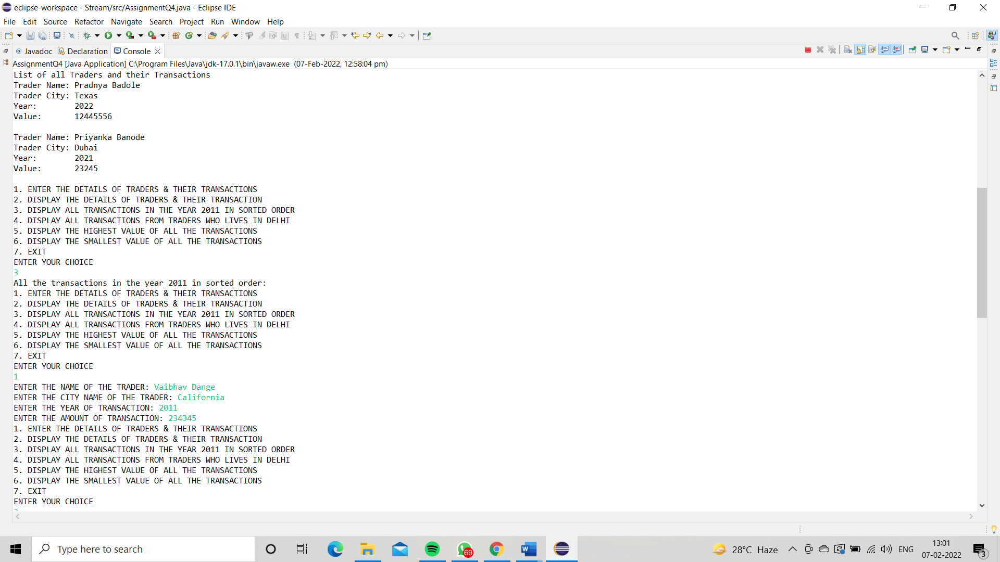 eclipse-workspace - Stream/src/AssignmentQ4.java - Eclipse IDE
File Edit Source Refactor Navigate Search Project Run Window Help
@ Javadoc Declaration Console
AssignmentQ4 [Java Application] C:\Program Files\Java\jdk-17.0.1\bin\javaw.exe (07-Feb-2022, 12:58:04 pm)
List of all Traders and their Transactions
Trader Name: Pradnya Badole
Trader City: Texas
Year: 2022
Value: 12445556
Trader Name: Priyanka Banode
Trader City: Dubai
Year: 2021
Value: 23245
1. ENTER THE DETAILS OF TRADERS & THEIR TRANSACTIONS
2. DISPLAY THE DETAILS OF TRADERS & THEIR TRANSACTION
3. DISPLAY ALL TRANSACTIONS IN THE YEAR 2011 IN SORTED ORDER
4. DISPLAY ALL TRANSACTIONS FROM TRADERS WHO LIVES IN DELHI
5. DISPLAY THE HIGHEST VALUE OF ALL THE TRANSACTIONS
6. DISPLAY THE SMALLEST VALUE OF ALL THE TRANSACTIONS
7. EXIT
ENTER YOUR CHOICE
3
All the transactions in the year 2011 in sorted order:
1. ENTER THE DETAILS OF TRADERS & THEIR TRANSACTIONS
2. DISPLAY THE DETAILS OF TRADERS & THEIR TRANSACTION
3. DISPLAY ALL TRANSACTIONS IN THE YEAR 2011 IN SORTED ORDER
4. DISPLAY ALL TRANSACTIONS FROM TRADERS WHO LIVES IN DELHI
5. DISPLAY THE HIGHEST VALUE OF ALL THE TRANSACTIONS
6. DISPLAY THE SMALLEST VALUE OF ALL THE TRANSACTIONS
7. EXIT
ENTER YOUR CHOICE
1
ENTER THE NAME OF THE TRADER: Vaibhav Dange
ENTER THE CITY NAME OF THE TRADER: California
ENTER THE YEAR OF TRANSACTION: 2011
ENTER THE AMOUNT OF TRANSACTION: 234345
1. ENTER THE DETAILS OF TRADERS & THEIR TRANSACTIONS
2. DISPLAY THE DETAILS OF TRADERS & THEIR TRANSACTION
3. DISPLAY ALL TRANSACTIONS IN THE YEAR 2011 IN SORTED ORDER
4. DISPLAY ALL TRANSACTIONS FROM TRADERS WHO LIVES IN DELHI
5. DISPLAY THE HIGHEST VALUE OF ALL THE TRANSACTIONS
6. DISPLAY THE SMALLEST VALUE OF ALL THE TRANSACTIONS
7. EXIT
ENTER YOUR CHOICE
Type here to search
69
28°C Haze
ENG
13:01
07-02-2022
3